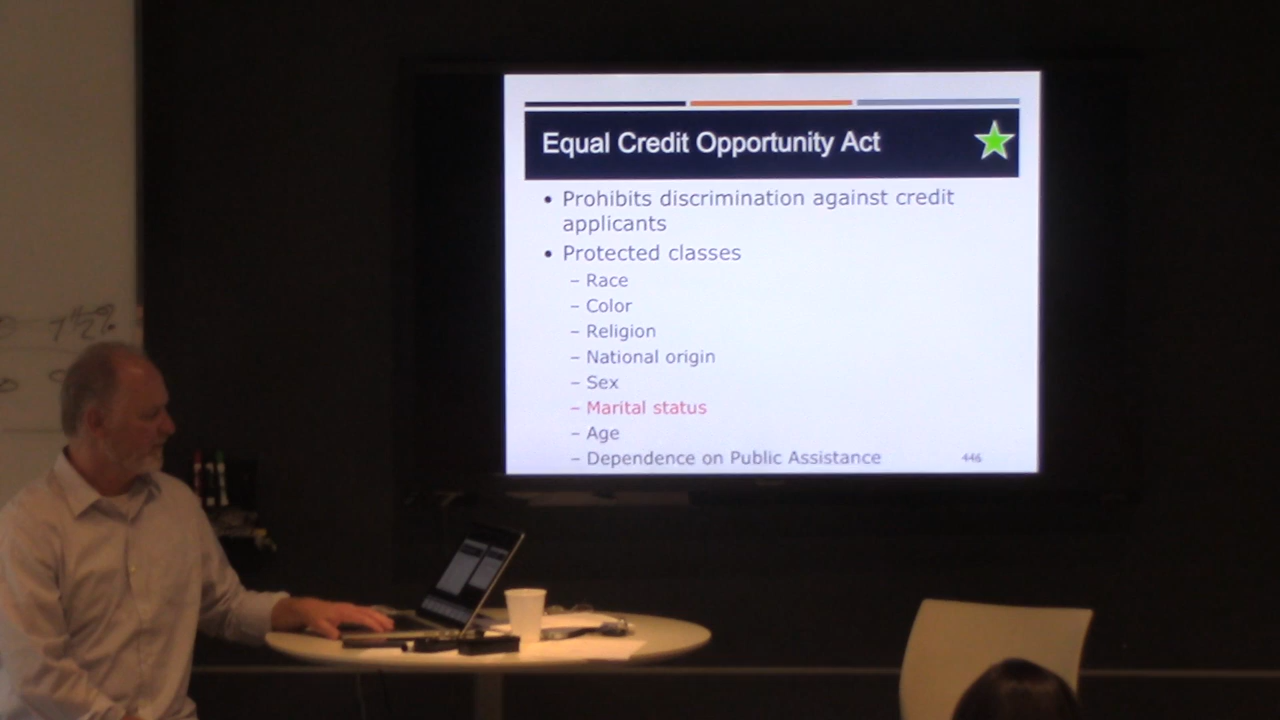 Equal Credit Opportunity Act
• Prohibits discrimination against credit
applicants
• Protected classes
– Race
– Color
– Religion
– National origin
– Sex
– Marital status
– Age
– Dependence on Public Assistance
446